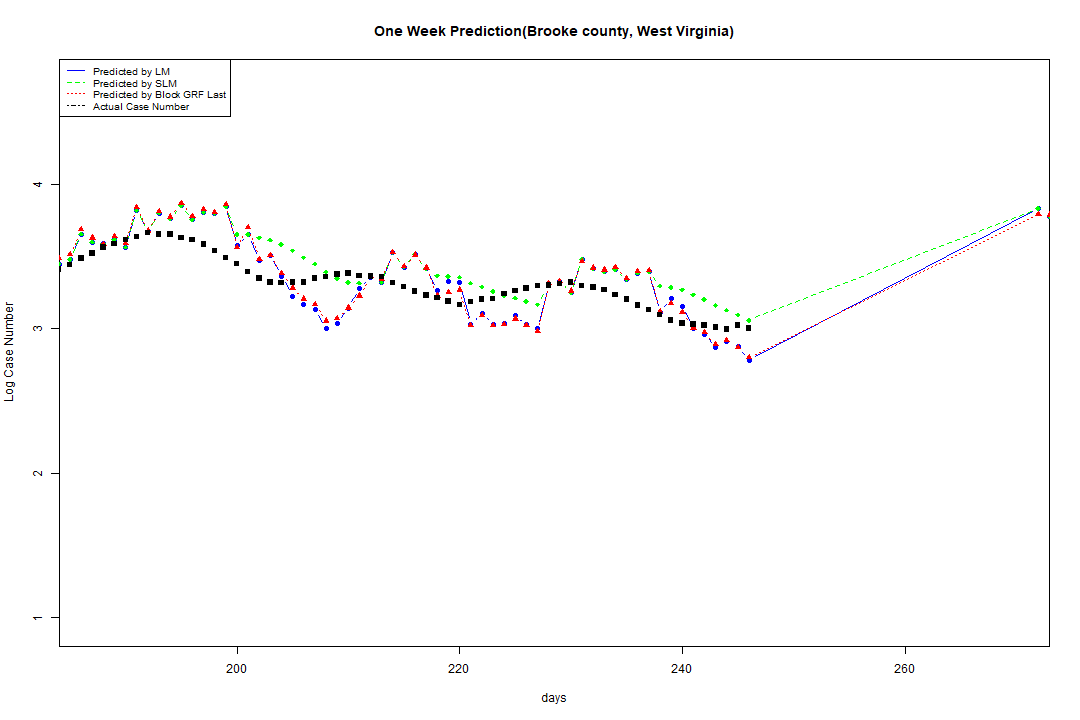 One Week Prediction(Brooke county, West Virginia)
Predicted by LM
Predicted by SLM
Predicted by Block GRF Last
Actual Case Number
4
3
2
1
Log Case Number
200 220 240 260
days